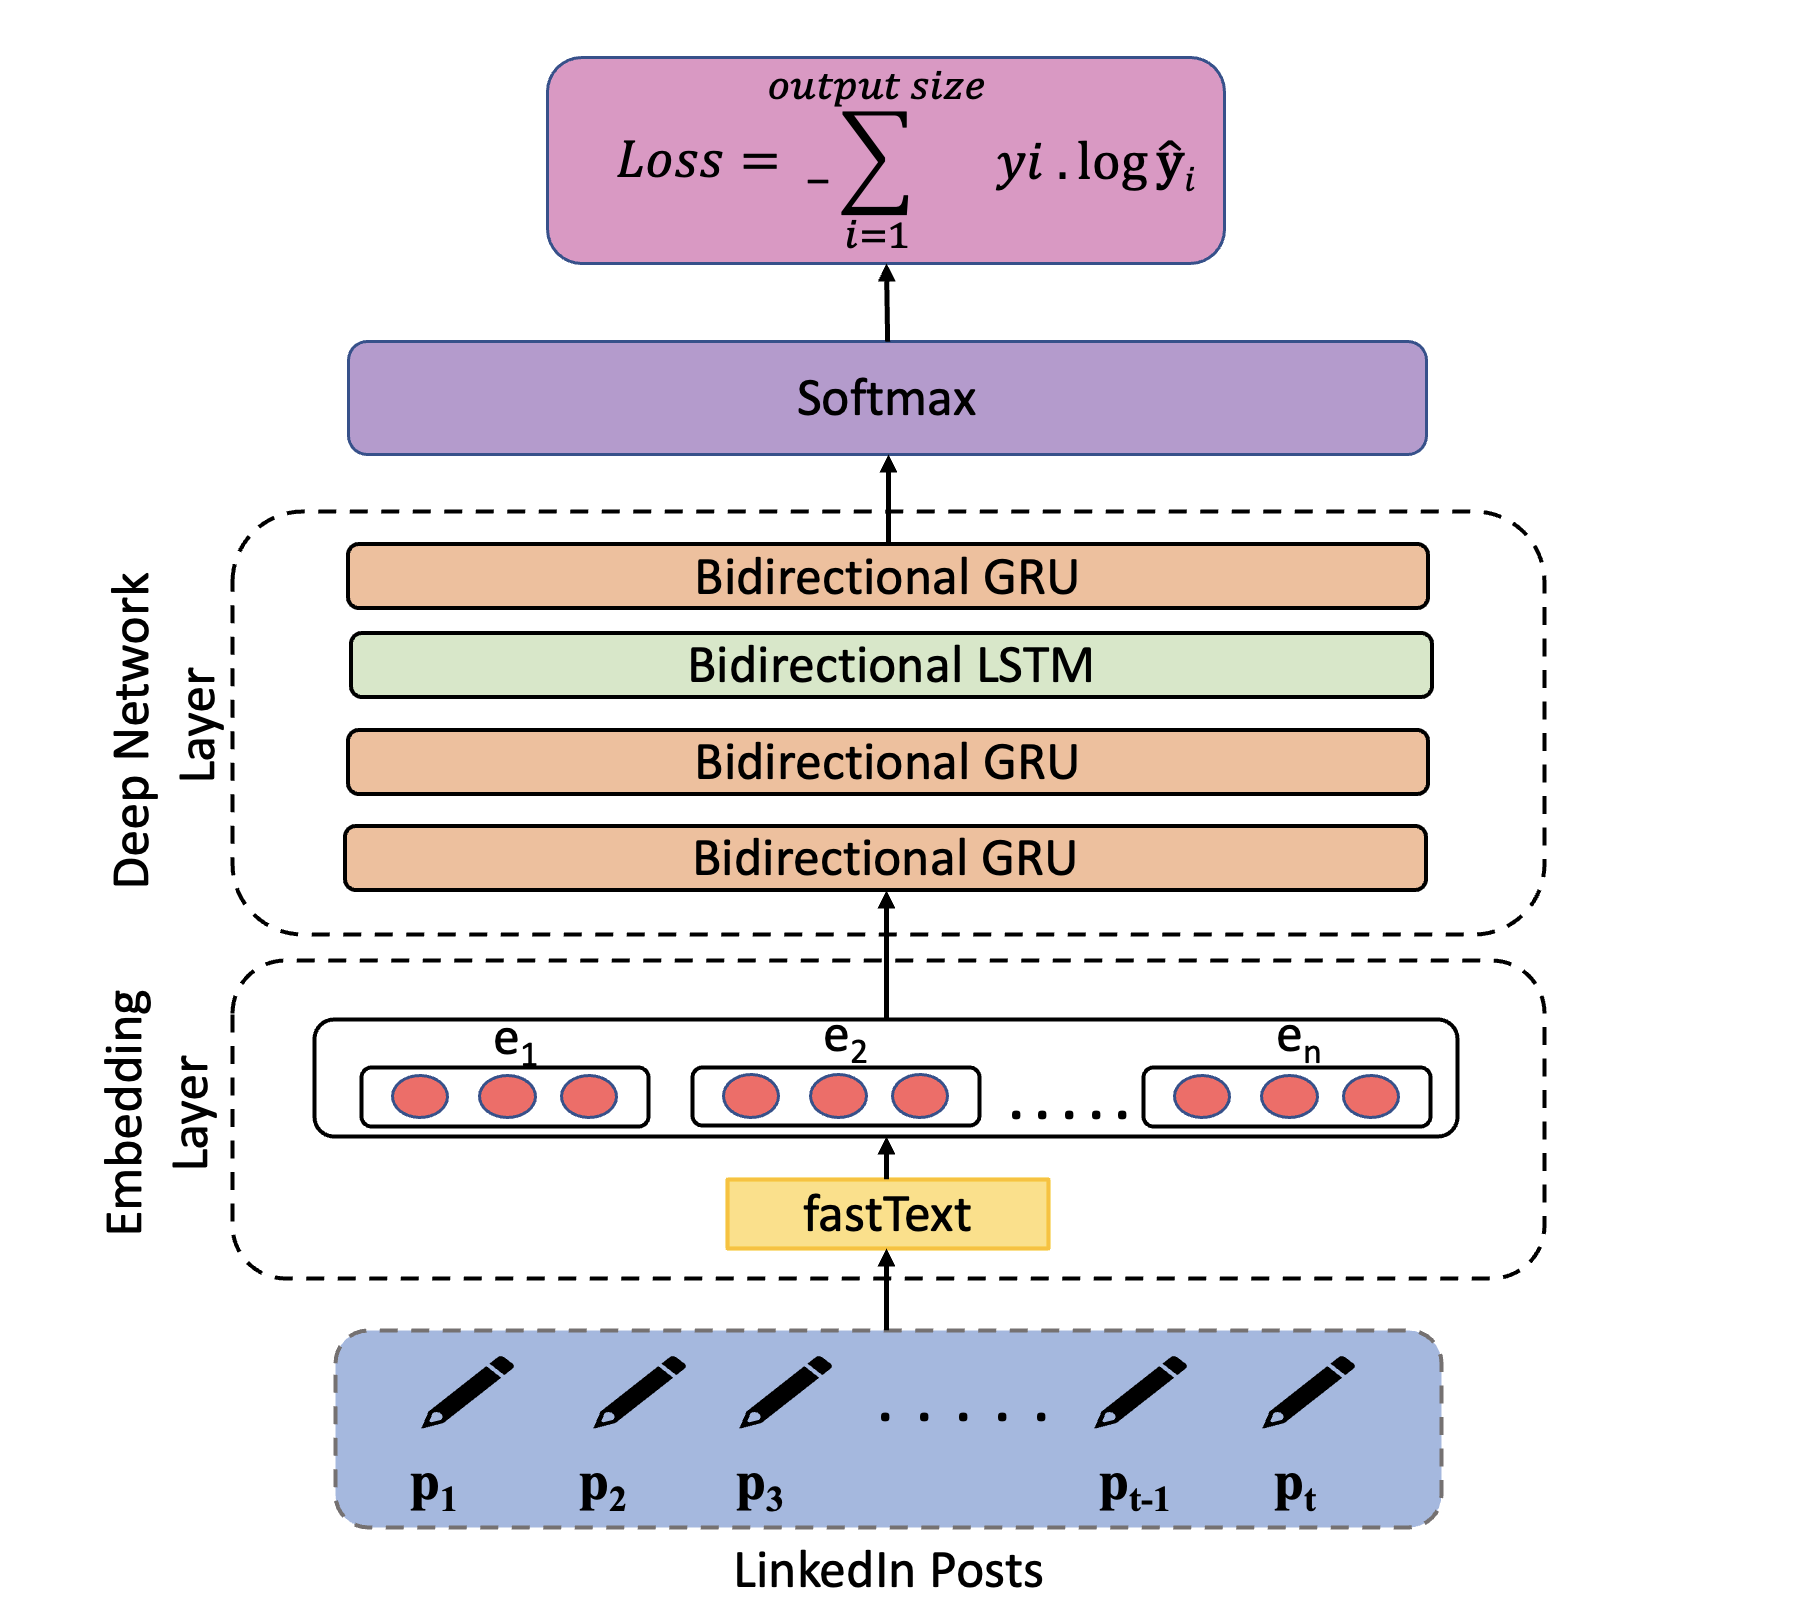 output size
Loss = − ∑ yi . log ŷᵢ
i=1
Softmax
Deep Network
Layer
Bidirectional GRU
Bidirectional LSTM
Bidirectional GRU
Bidirectional GRU
Embedding
Layer
e₁ e₂ ..... eₙ
fastText
p₁ p₂ p₃ ..... pₜ₋₁ pₜ
LinkedIn Posts